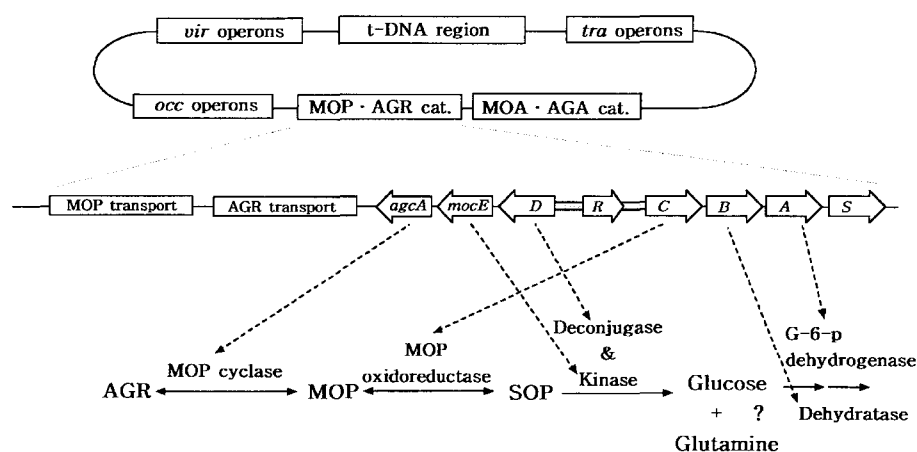 vir operons t-DNA region tra operons
occ operons MOP · AGR cat. MOA · AGA cat.
MOP transport AGR transport agcA mocE D R C B A S
Deconjugase
&
Kinase
G-6-p
dehydrogenase
MOP
oxidoreductase
MOP cyclase
AGR MOP SOP Glucose
+ ?
Glutamine
Dehydratase